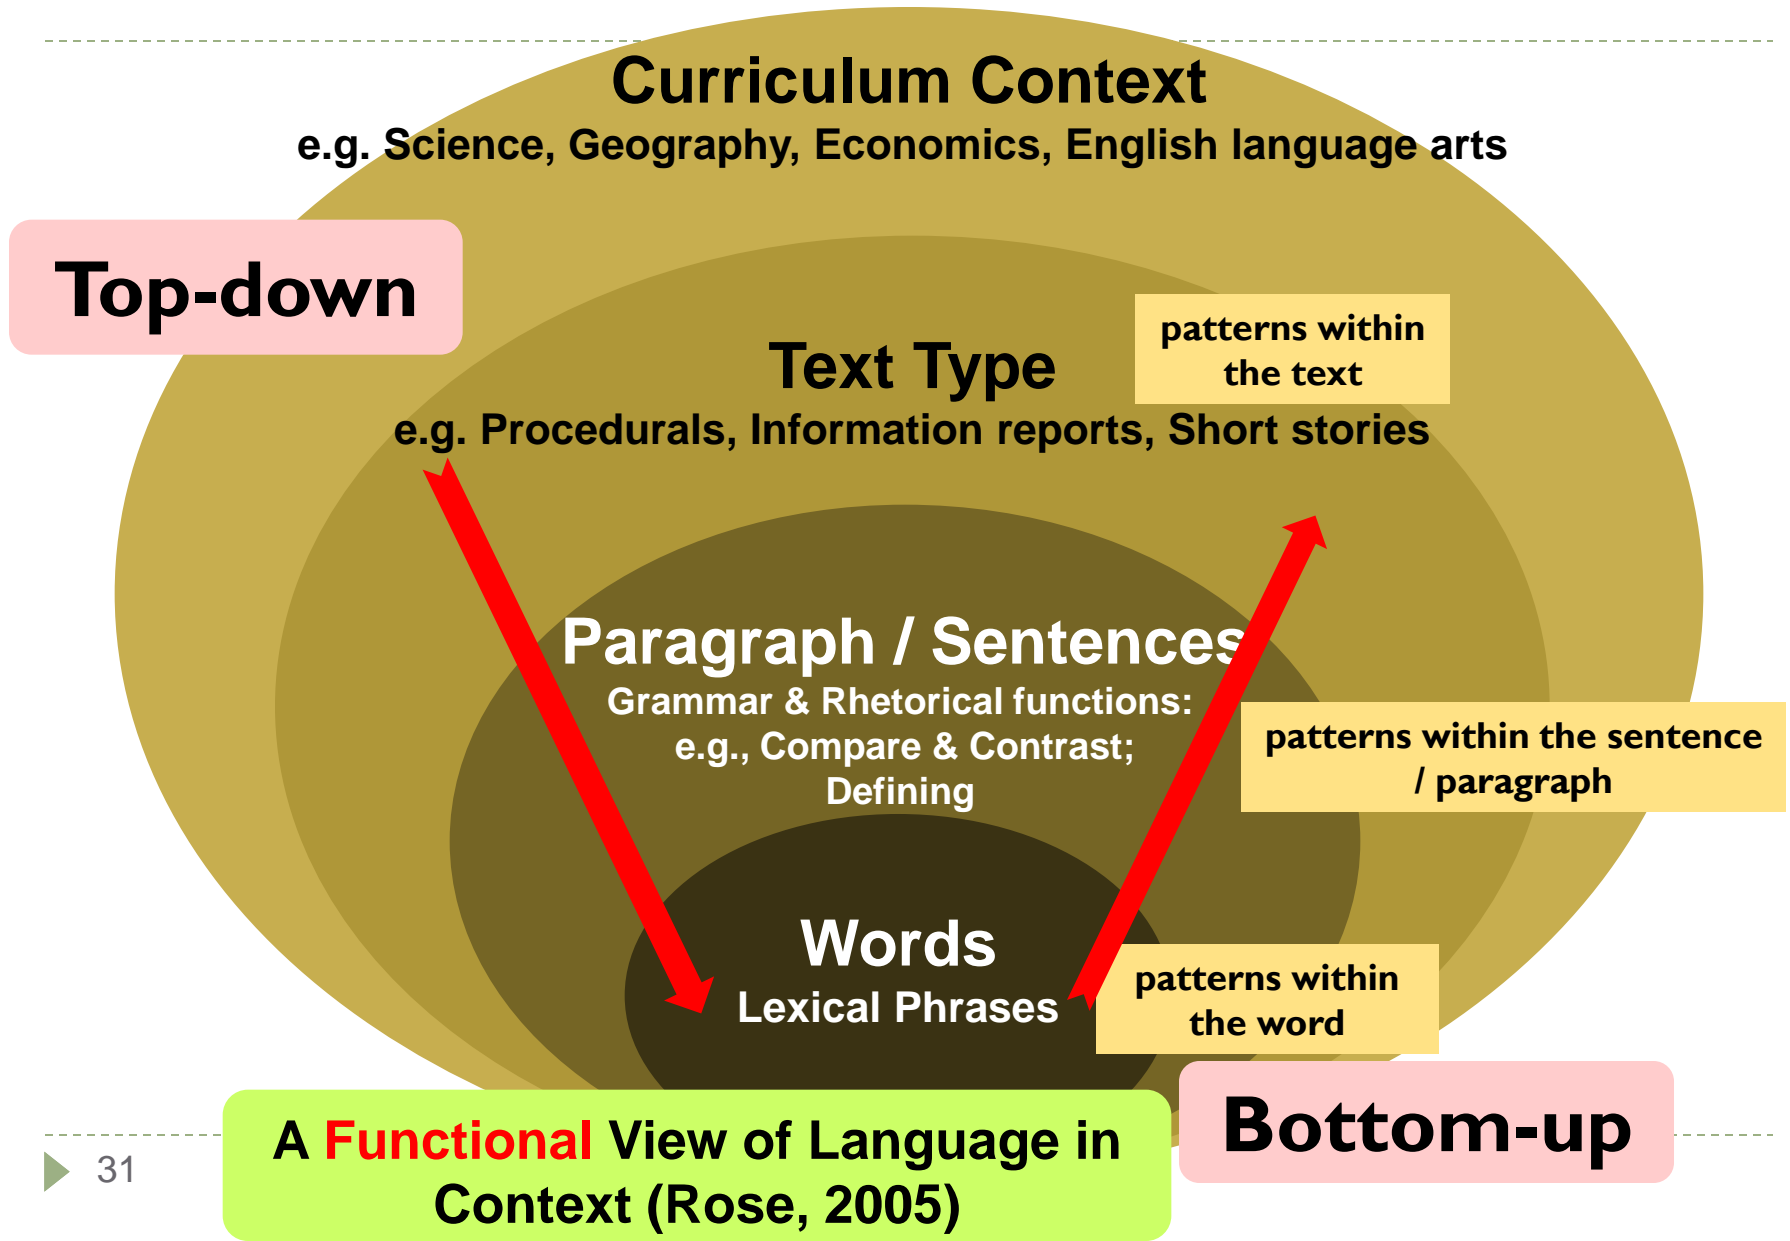 Curriculum Context
e.g. Science, Geography, Economics, English language arts
Top-down
Text Type
e.g. Procedurals, Information reports, Short stories
patterns within
the text
Paragraph / Sentences
Grammar & Rhetorical functions:
e.g., Compare & Contrast;
Defining
patterns within the sentence
/ paragraph
Words
Lexical Phrases
patterns within
the word
Bottom-up
A Functional View of Language in
Context (Rose, 2005)
31